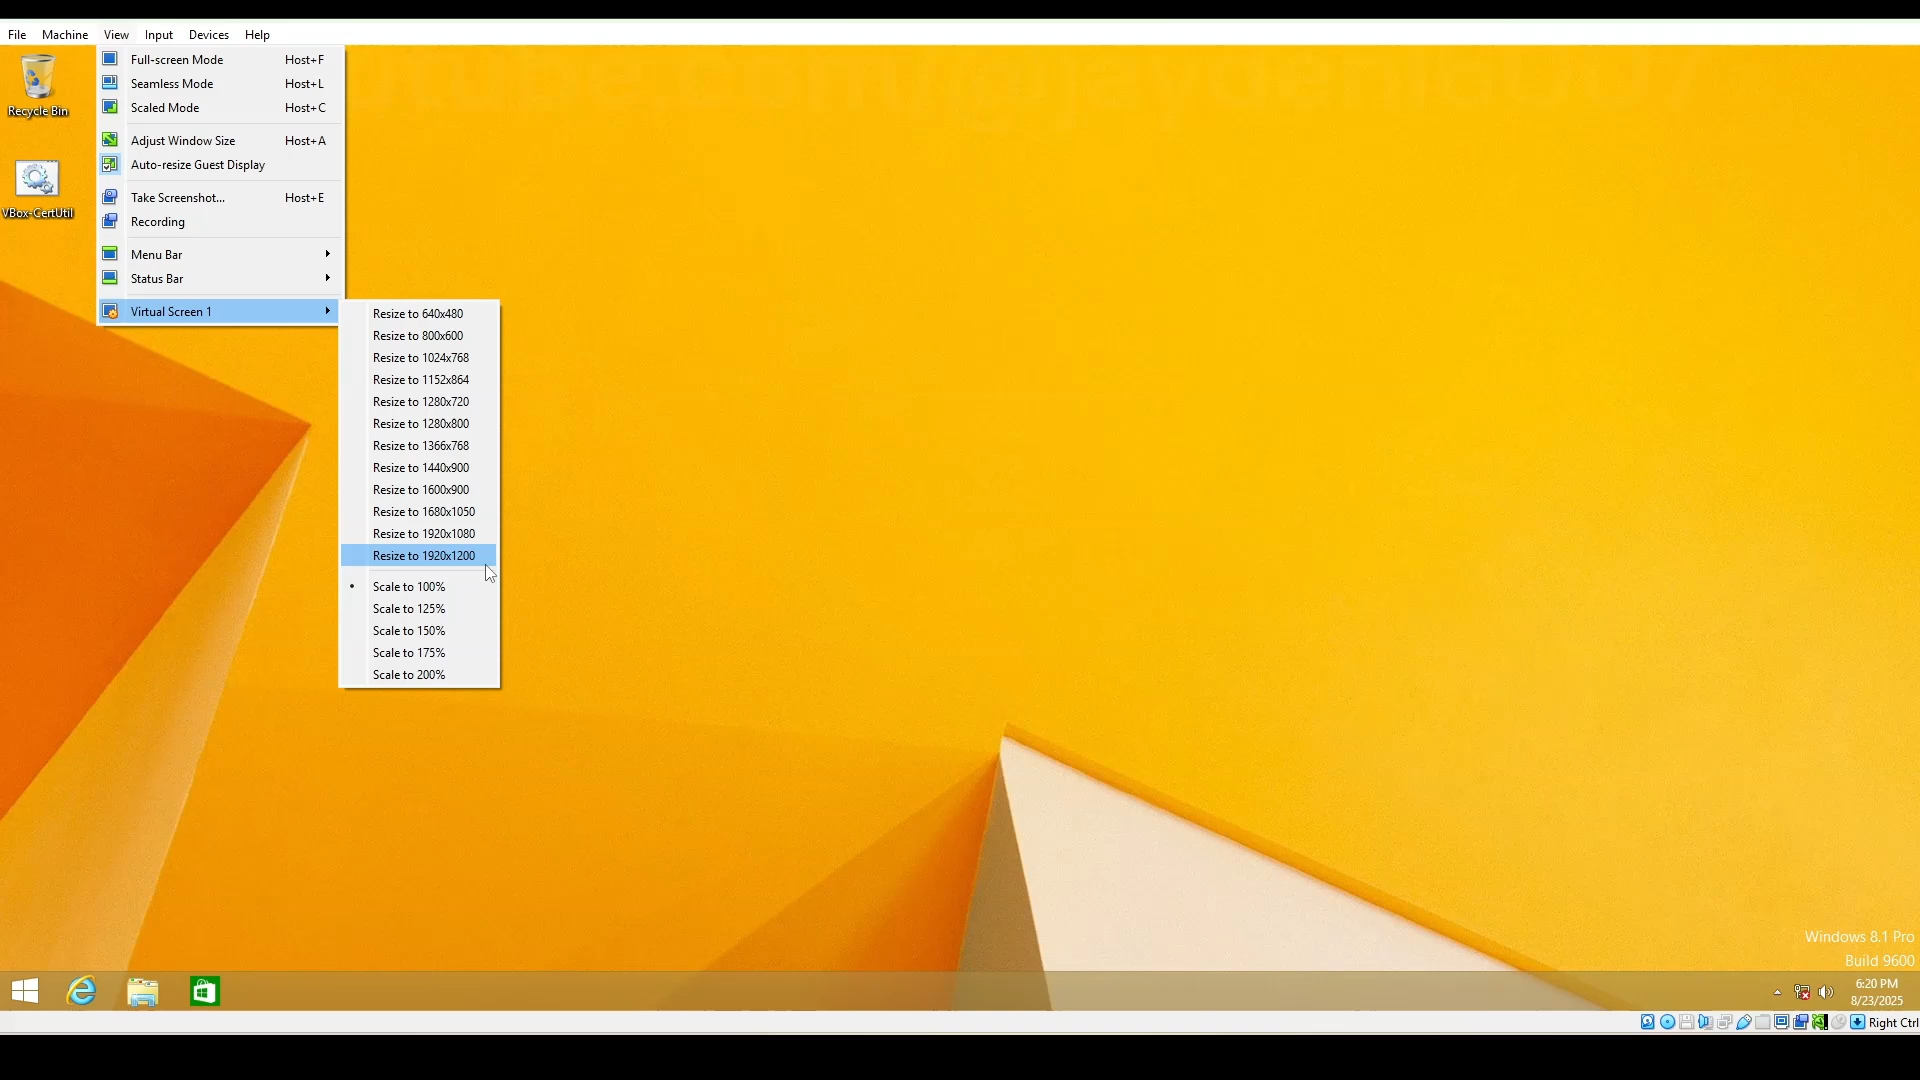 File Machine View Input Devices Help
Recycle Bin
VBox-CertUtil
Full-screen Mode Host+F
Seamless Mode Host+L
Scaled Mode Host+C
Adjust Window Size Host+A
Auto-resize Guest Display
Take Screenshot... Host+E
Recording
Menu Bar
Status Bar
Virtual Screen 1
Resize to 640x480
Resize to 800x600
Resize to 1024x768
Resize to 1152x864
Resize to 1280x720
Resize to 1280x800
Resize to 1366x768
Resize to 1440x900
Resize to 1600x900
Resize to 1680x1050
Resize to 1920x1080
Resize to 1920x1200
Scale to 100%
Scale to 125%
Scale to 150%
Scale to 175%
Scale to 200%
Windows 8.1 Pro
Build 9600
6:20 PM
8/23/2025
Right Ctrl